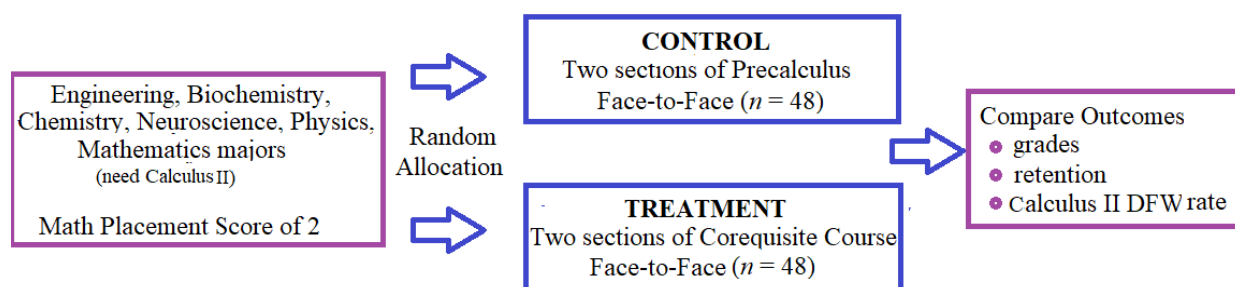 Engineering, Biochemistry,
Chemistry, Neuroscience, Physics,
Mathematics majors
(need Calculus II)
Math Placement Score of 2
Random
Allocation
CONTROL
Two sections of Precalculus
Face-to-Face (n = 48)
TREATMENT
Two sections of Corequisite Course
Face-to-Face (n = 48)
Compare Outcomes
grades
retention
Calculus II DFW rate